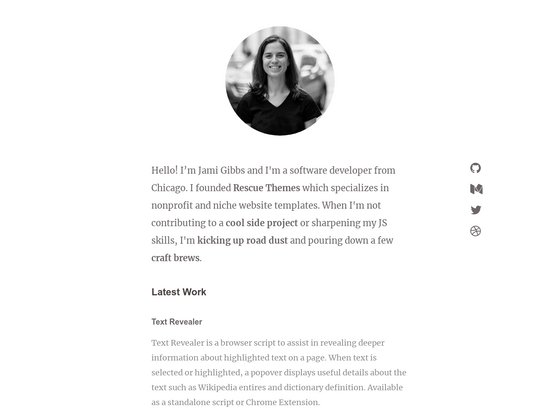 Hello! I'm Jami Gibbs and I'm a software developer from
Chicago. I founded Rescue Themes which specializes in
nonprofit and niche website templates. When I'm not
contributing to a cool side project or sharpening my JS
skills, I'm kicking up road dust and pouring down a few
craft brews.
Latest Work
Text Revealer
Text Revealer is a browser script to assist in revealing deeper
information about highlighted text on a page. When text is
selected or highlighted, a popover displays useful details about the
text such as Wikipedia entires and dictionary definition. Available
as a standalone script or Chrome Extension.